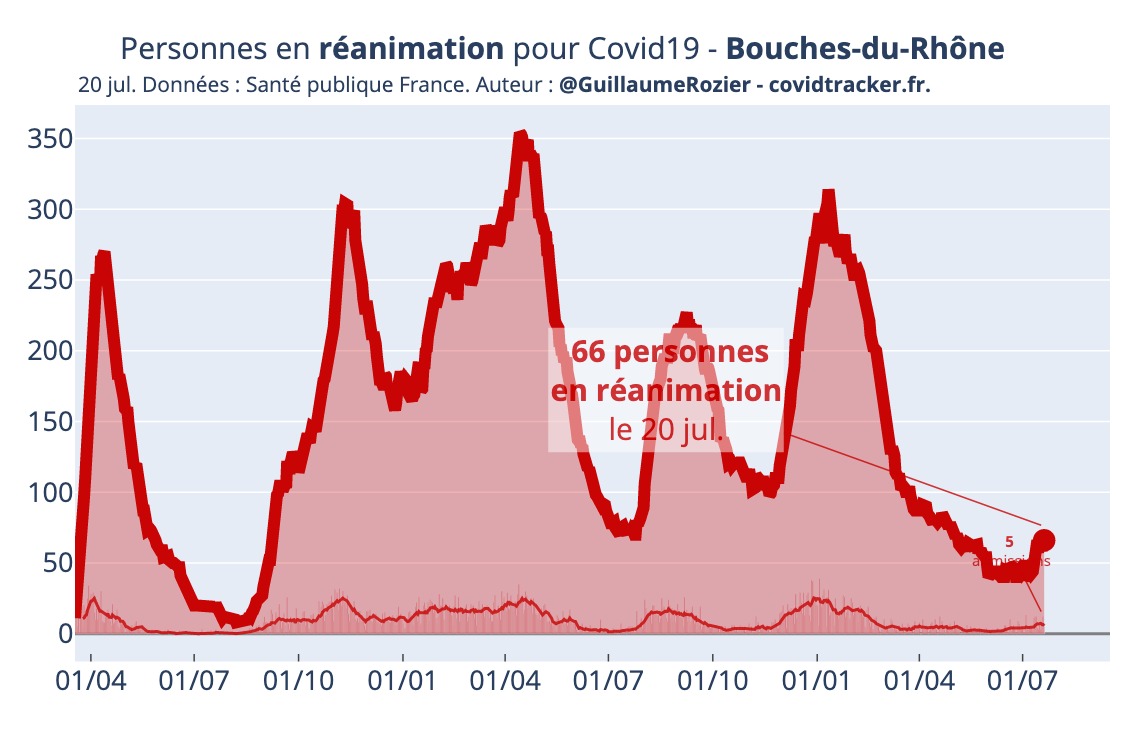 Personnes en réanimation pour Covid19 - Bouches-du-Rhône
20 jul. Données : Santé publique France. Auteur : @GuillaumeRozier - covidtracker.fr.
350
300
250
200
150
100
50
0
66 personnes
en réanimation
le 20 jul.
5
admissions
01/04 01/07 01/10 01/01 01/04 01/07 01/10 01/01 01/04 01/07